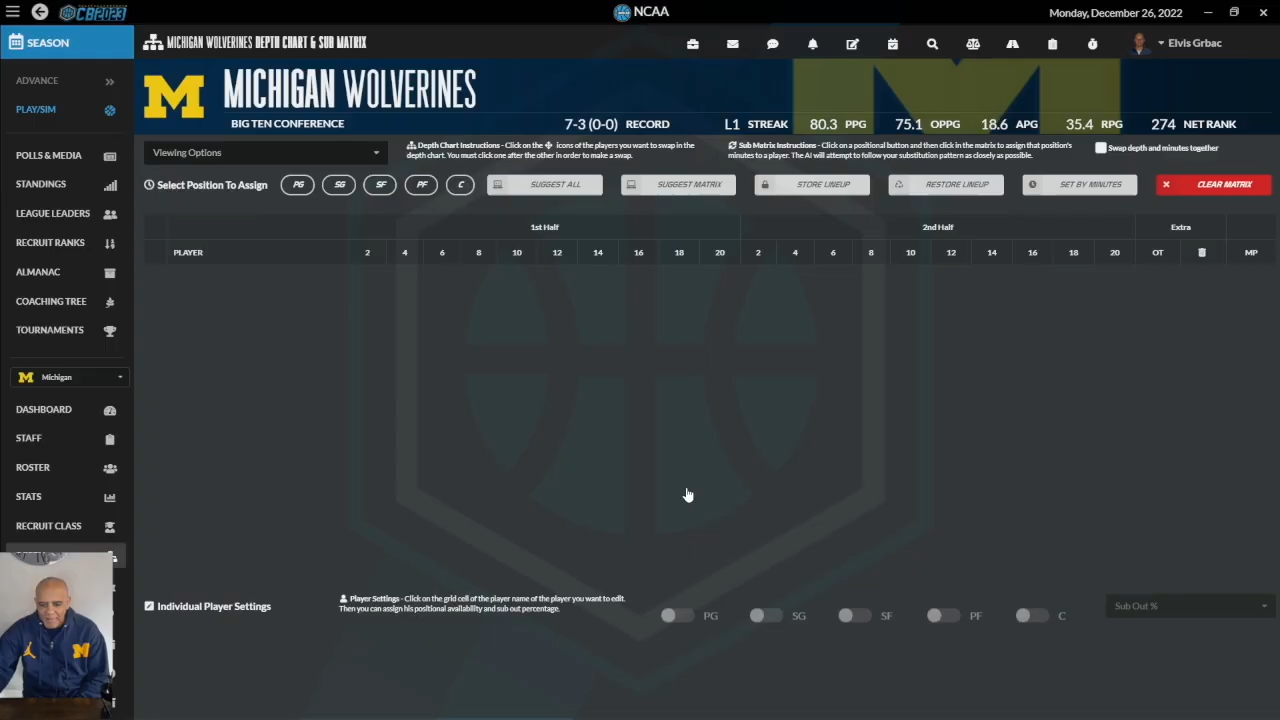 CB2023
NCAA
Monday, December 26, 2022
SEASON
MICHIGAN WOLVERINES DEPTH CHART & SUB MATRIX
Elvis Grbac
ADVANCE
PLAY/SIM
MICHIGAN WOLVERINES
BIG TEN CONFERENCE
7-3 (0-0) RECORD
L1 STREAK
80.3 PPG
75.1 OPPG
18.6 APG
35.4 RPG
274 NET RANK
Viewing Options
Depth Chart Instructions - Click on the icons of the players you want to swap in the
depth chart. You must click one after the other in order to make a swap.
Sub Matrix Instructions - Click on a positional button and then click in the matrix to assign that position's
minutes to a player. The AI will attempt to follow your substitution pattern as closely as possible.
Swap depth and minutes together
Select Position To Assign
PG
SG
SF
PF
C
SUGGEST ALL
SUGGEST MATRIX
STORE LINEUP
RESTORE LINEUP
SET BY MINUTES
CLEAR MATRIX
1st Half
2nd Half
Extra
PLAYER 2 4 6 8 10 12 14 16 18 20 2 4 6 8 10 12 14 16 18 20 OT MP
POLLS & MEDIA
STANDINGS
LEAGUE LEADERS
RECRUIT RANKS
ALMANAC
COACHING TREE
TOURNAMENTS
Michigan
DASHBOARD
STAFF
ROSTER
STATS
RECRUIT CLASS
Individual Player Settings
Player Settings - Click on the grid cell of the player name of the player you want to edit.
Then you can assign his positional availability and sub out percentage.
PG
SG
SF
PF
C
Sub Out %